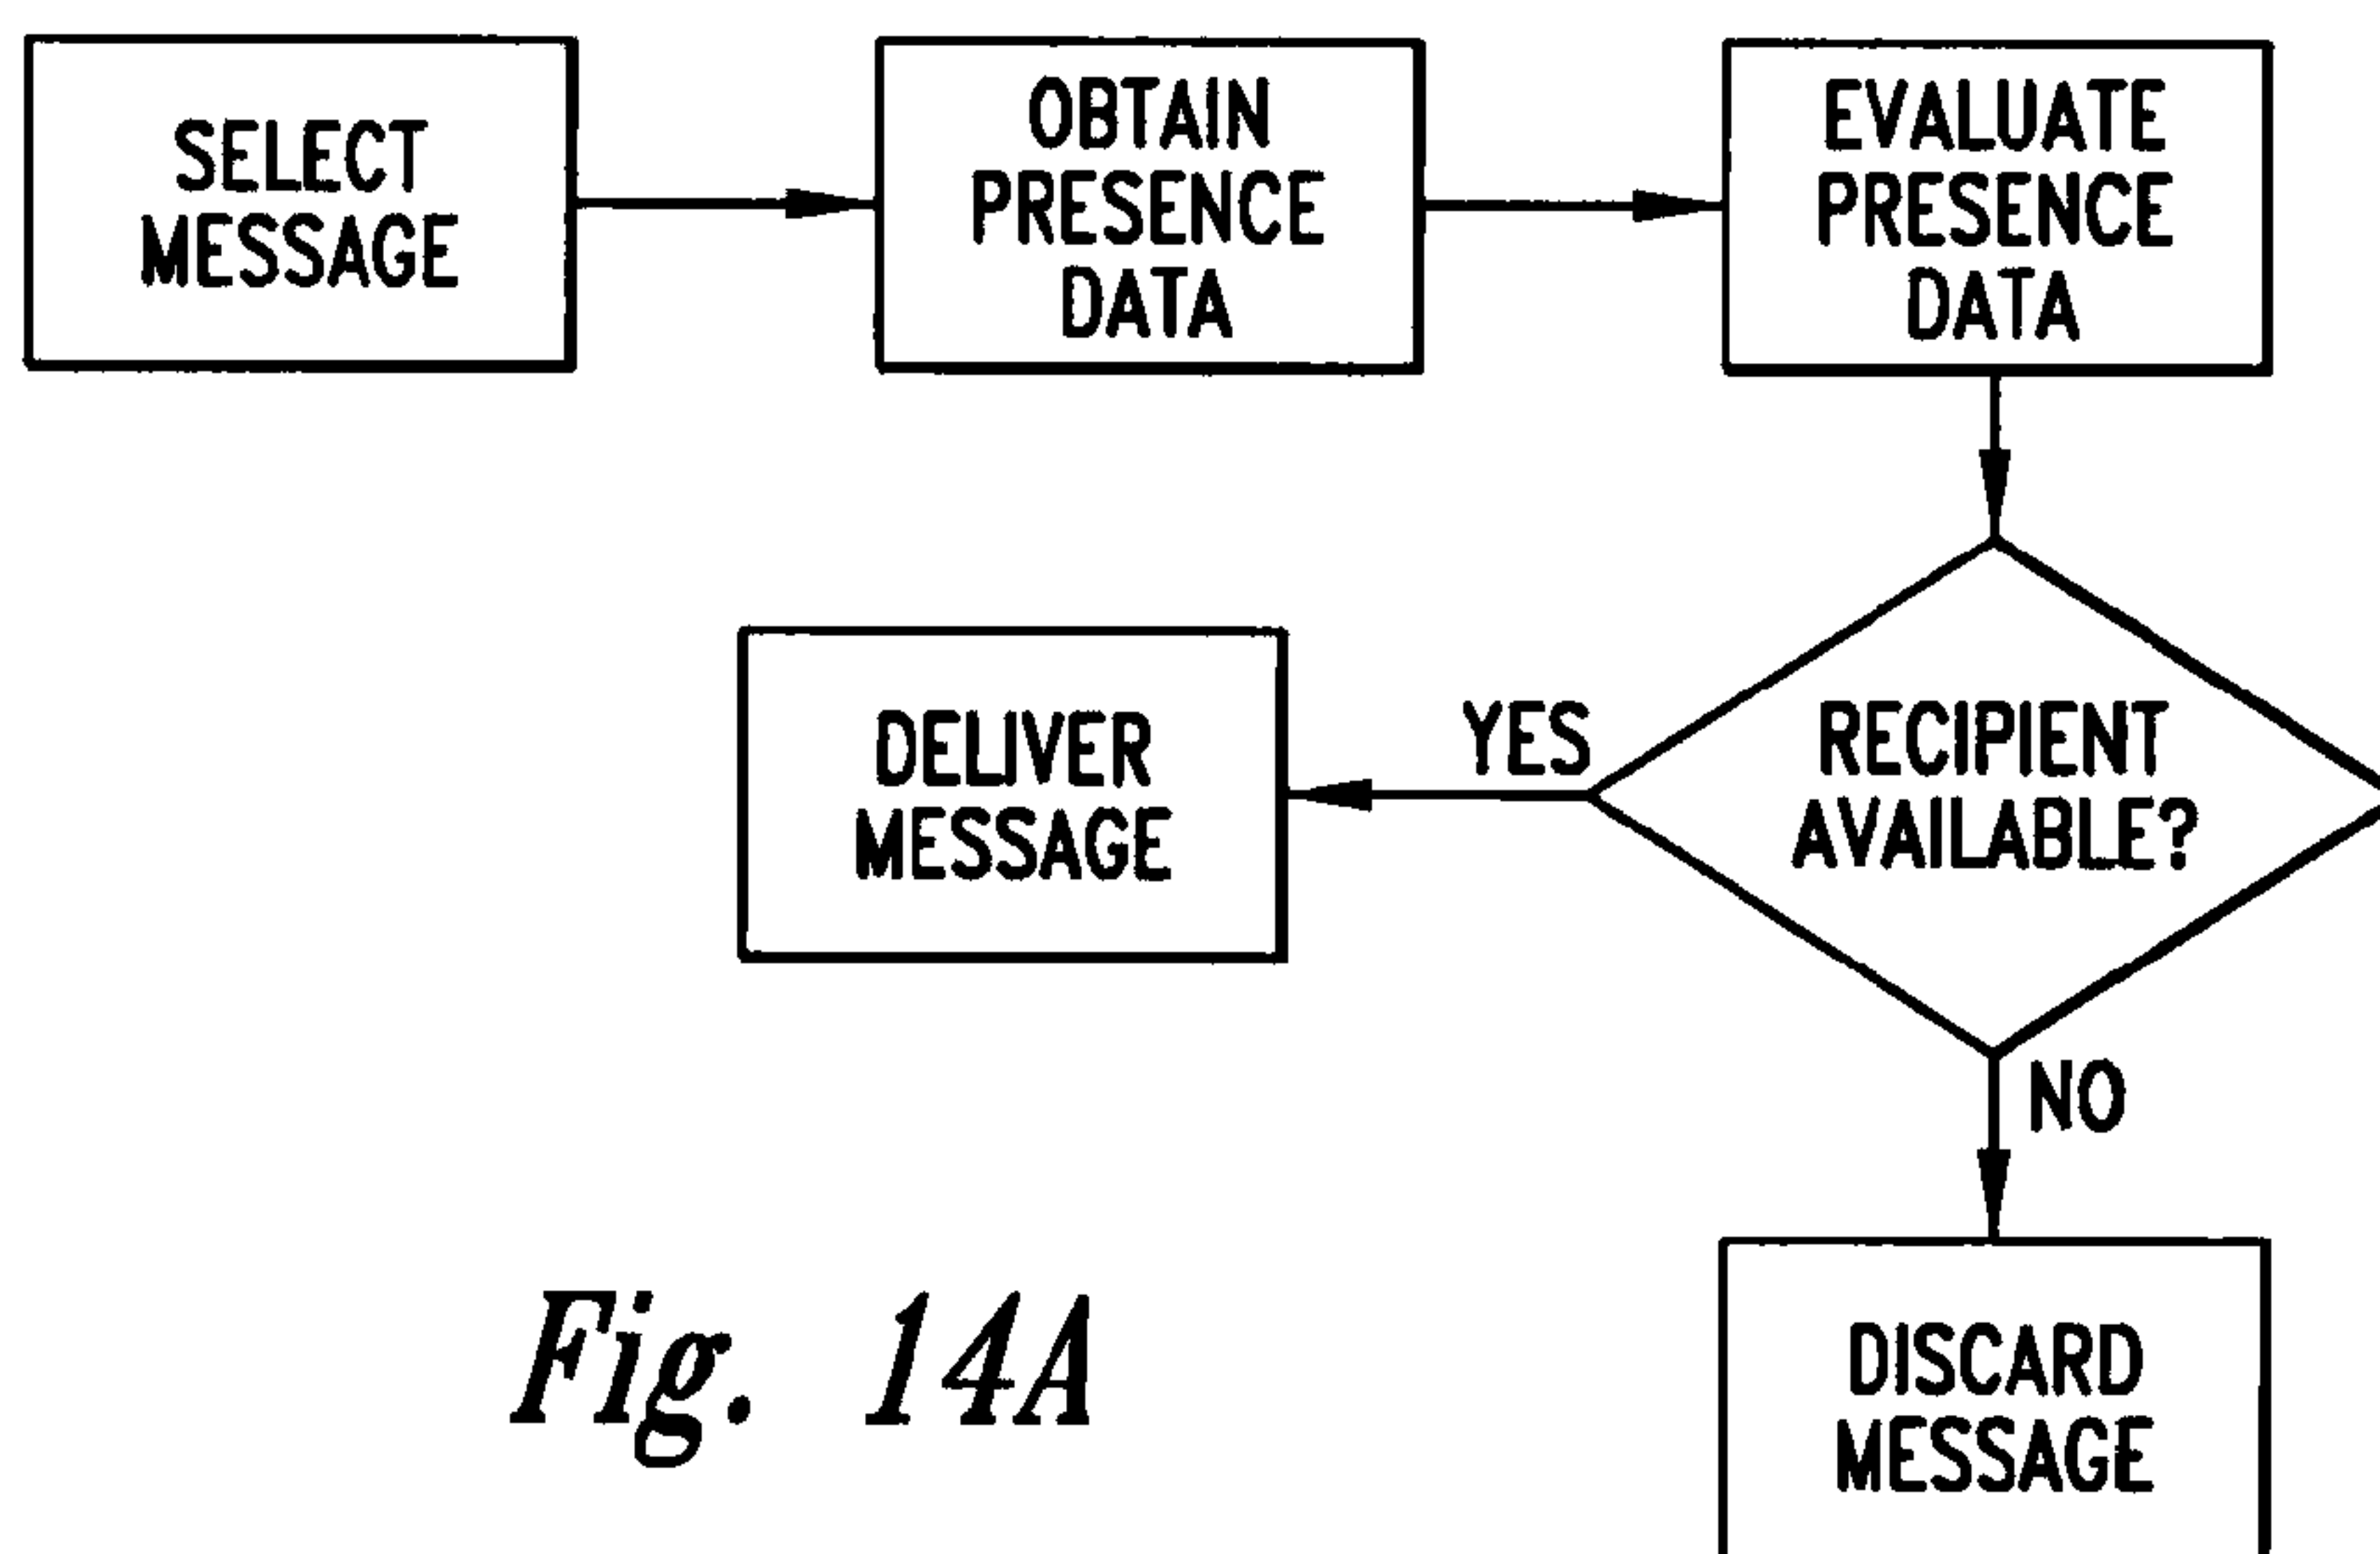 SELECT
MESSAGE
OBTAIN
PRESENCE
DATA
EVALUATE
PRESENCE
DATA
DELIVER
MESSAGE
YES
RECIPIENT
AVAILABLE?
NO
DISCARD
MESSAGE
Fig. 14A